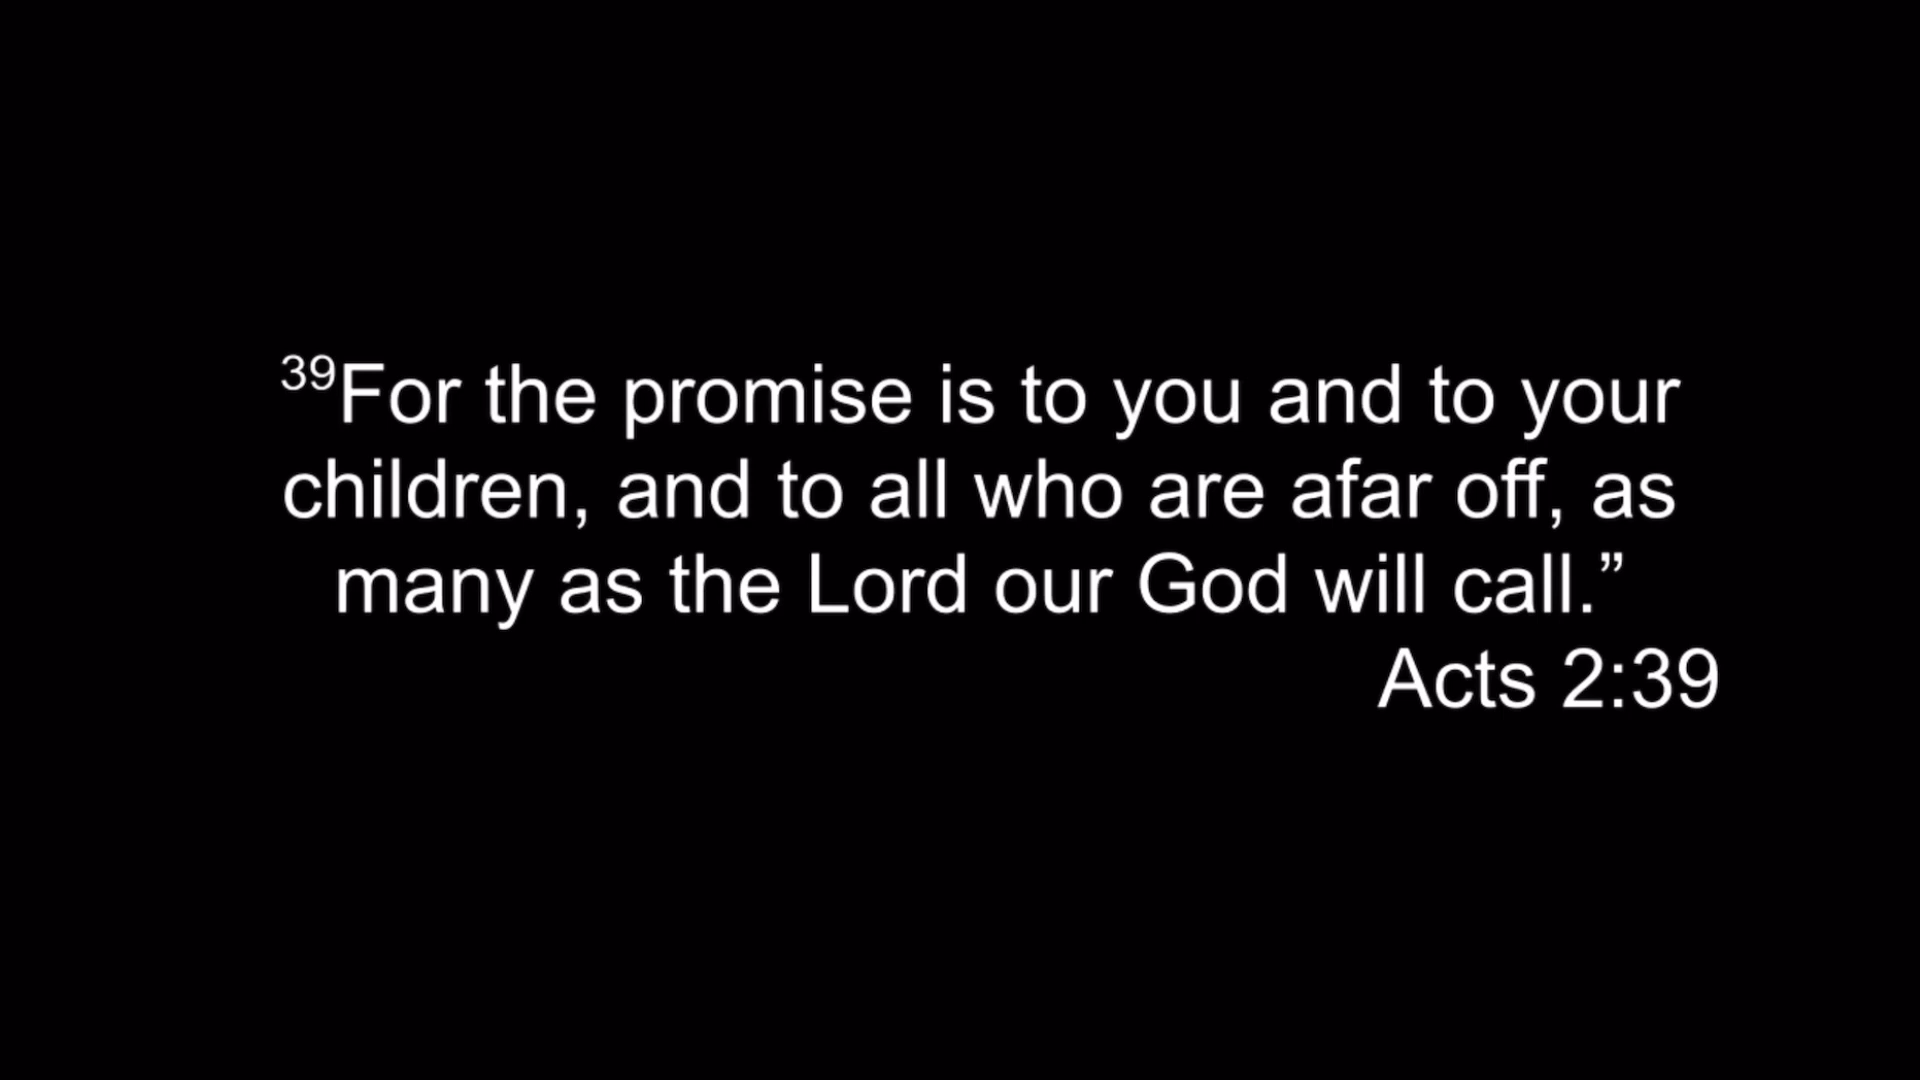 ³⁹For the promise is to you and to your
children, and to all who are afar off, as
many as the Lord our God will call.”
Acts 2:39